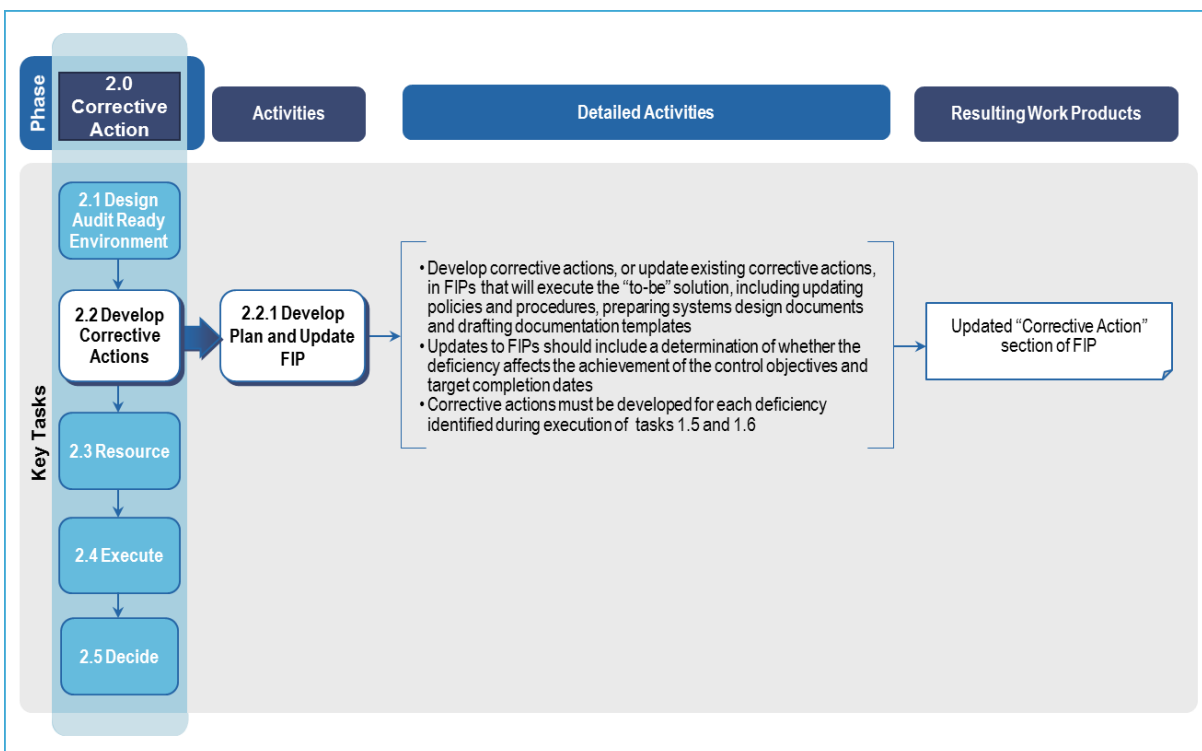 Phase
2.0
Corrective
Action
Activities
Detailed Activities
Resulting Work Products
Key Tasks
2.1 Design
Audit Ready
Environment
2.2 Develop
Corrective
Actions
2.3 Resource
2.4 Execute
2.5 Decide
2.2.1 Develop
Plan and Update
FIP
• Develop corrective actions, or update existing corrective actions,
in FIPs that will execute the “to-be” solution, including updating
policies and procedures, preparing systems design documents
and drafting documentation templates
• Updates to FIPs should include a determination of whether the
deficiency affects the achievement of the control objectives and
target completion dates
• Corrective actions must be developed for each deficiency
identified during execution of tasks 1.5 and 1.6
Updated “Corrective Action”
section of FIP